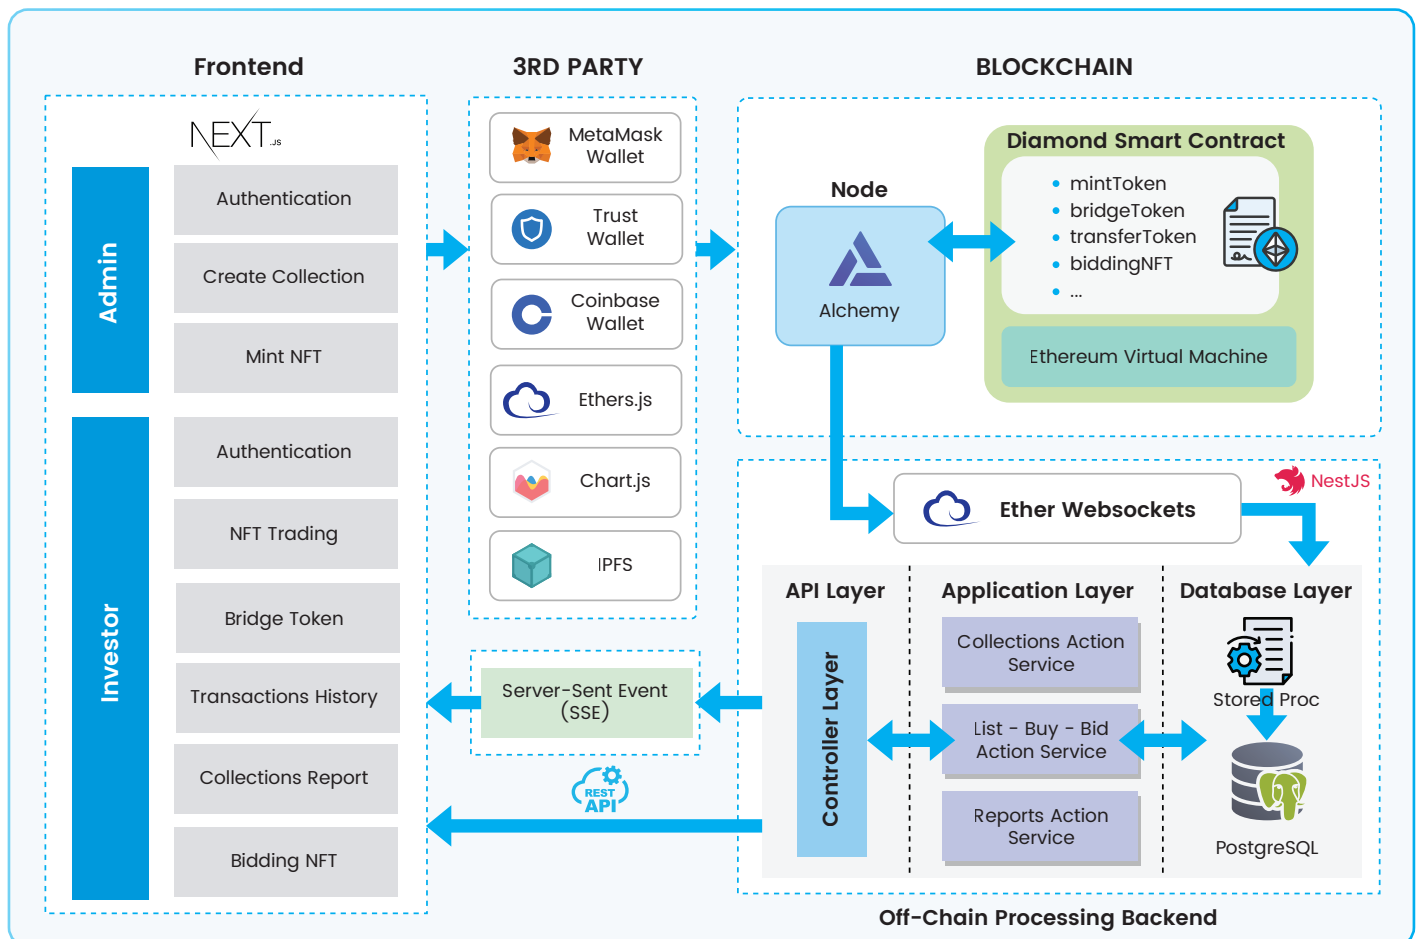 Frontend
NEXT.JS
Admin
Authentication
Create Collection
Mint NFT
Investor
Authentication
NFT Trading
Bridge Token
Transactions History
Collections Report
Bidding NFT
3RD PARTY
MetaMask
Wallet
Trust
Wallet
Coinbase
Wallet
Ethers.js
Chart.js
IPFS
Server-Sent Event
(SSE)
REST
API
BLOCKCHAIN
Node
Alchemy
Diamond Smart Contract
• mintToken
• bridgeToken
• transferToken
• biddingNFT
• ...
Ethereum Virtual Machine
NestJS
Ether Websockets
API Layer
Controller Layer
Application Layer
Collections Action
Service
List - Buy - Bid
Action Service
Reports Action
Service
Database Layer
Stored Proc
PostgreSQL
Off-Chain Processing Backend